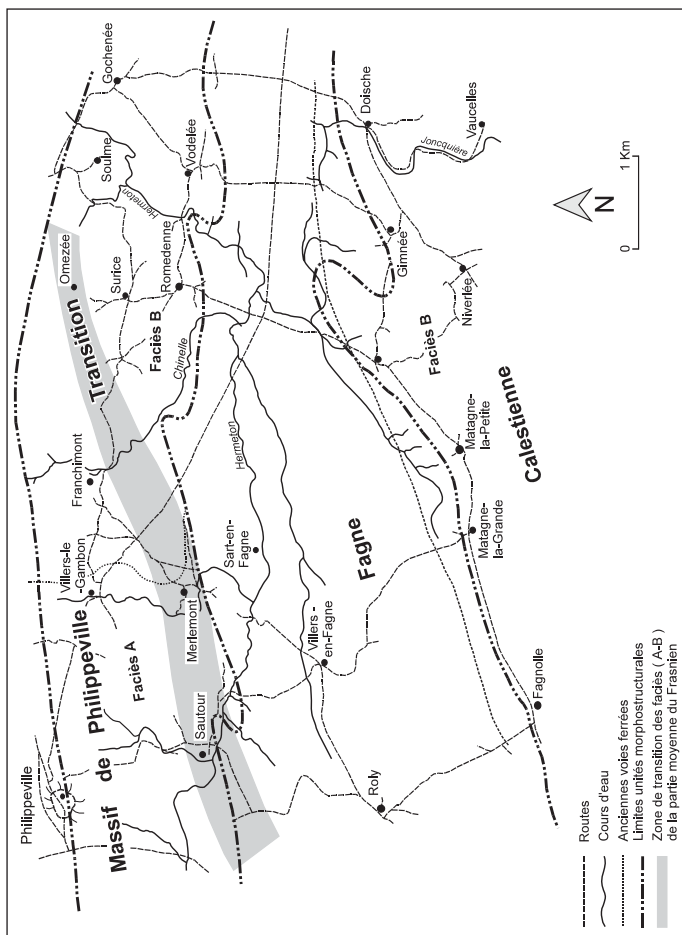 Philippeville
Massif de Philippeville
Villers-le
-Gambon
Franchimont
Transition
Omezée
Soulme
Gochenée
Faciès A
Sautour
Merlemont
Surice
Faciès B
Romedenne
Vodelée
Hermeton
Chinelle
Sart-en-
Fagne
Hermeton
Villers -
en-Fagne
Roly
Fagne
Fagnolle
Matagne-
la-Grande
Matagne-
la-Petite
Calestienne
Faciès B
Niverlée
Gimnée
Doische
Joncquière
Vaucelles
N
0
1 Km
Routes
Cours d'eau
Anciennes voies ferrées
Limites unités morphostructurales
Zone de transition des faciès ( A-B )
de la partie moyenne du Frasnien